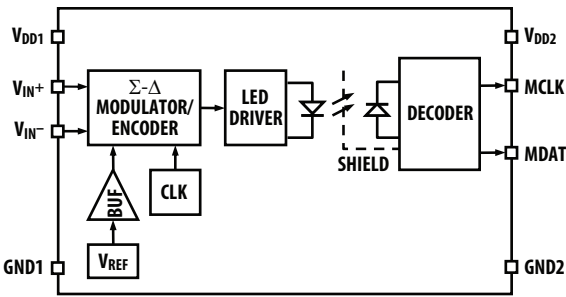 VDD1
VDD2
VIN+
VIN–
Σ-Δ
MODULATOR/
ENCODER
LED
DRIVER
SHIELD
DECODER
MCLK
MDAT
BUF
CLK
VREF
GND1
GND2